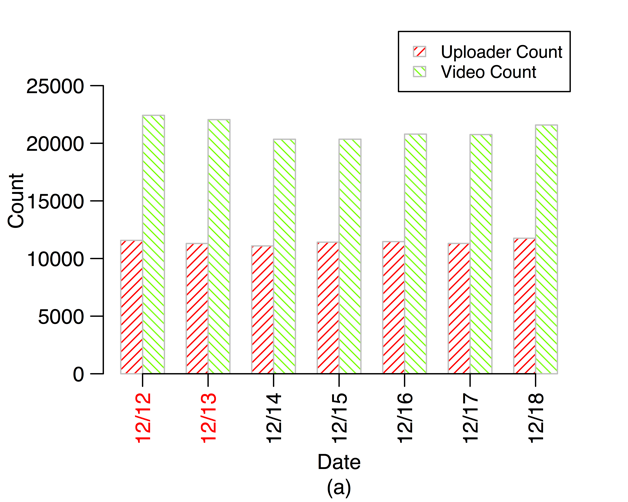 Uploader Count
Video Count
25000
20000
15000
10000
5000
0
Count
12/12
12/13
12/14
12/15
12/16
12/17
12/18
Date
(a)